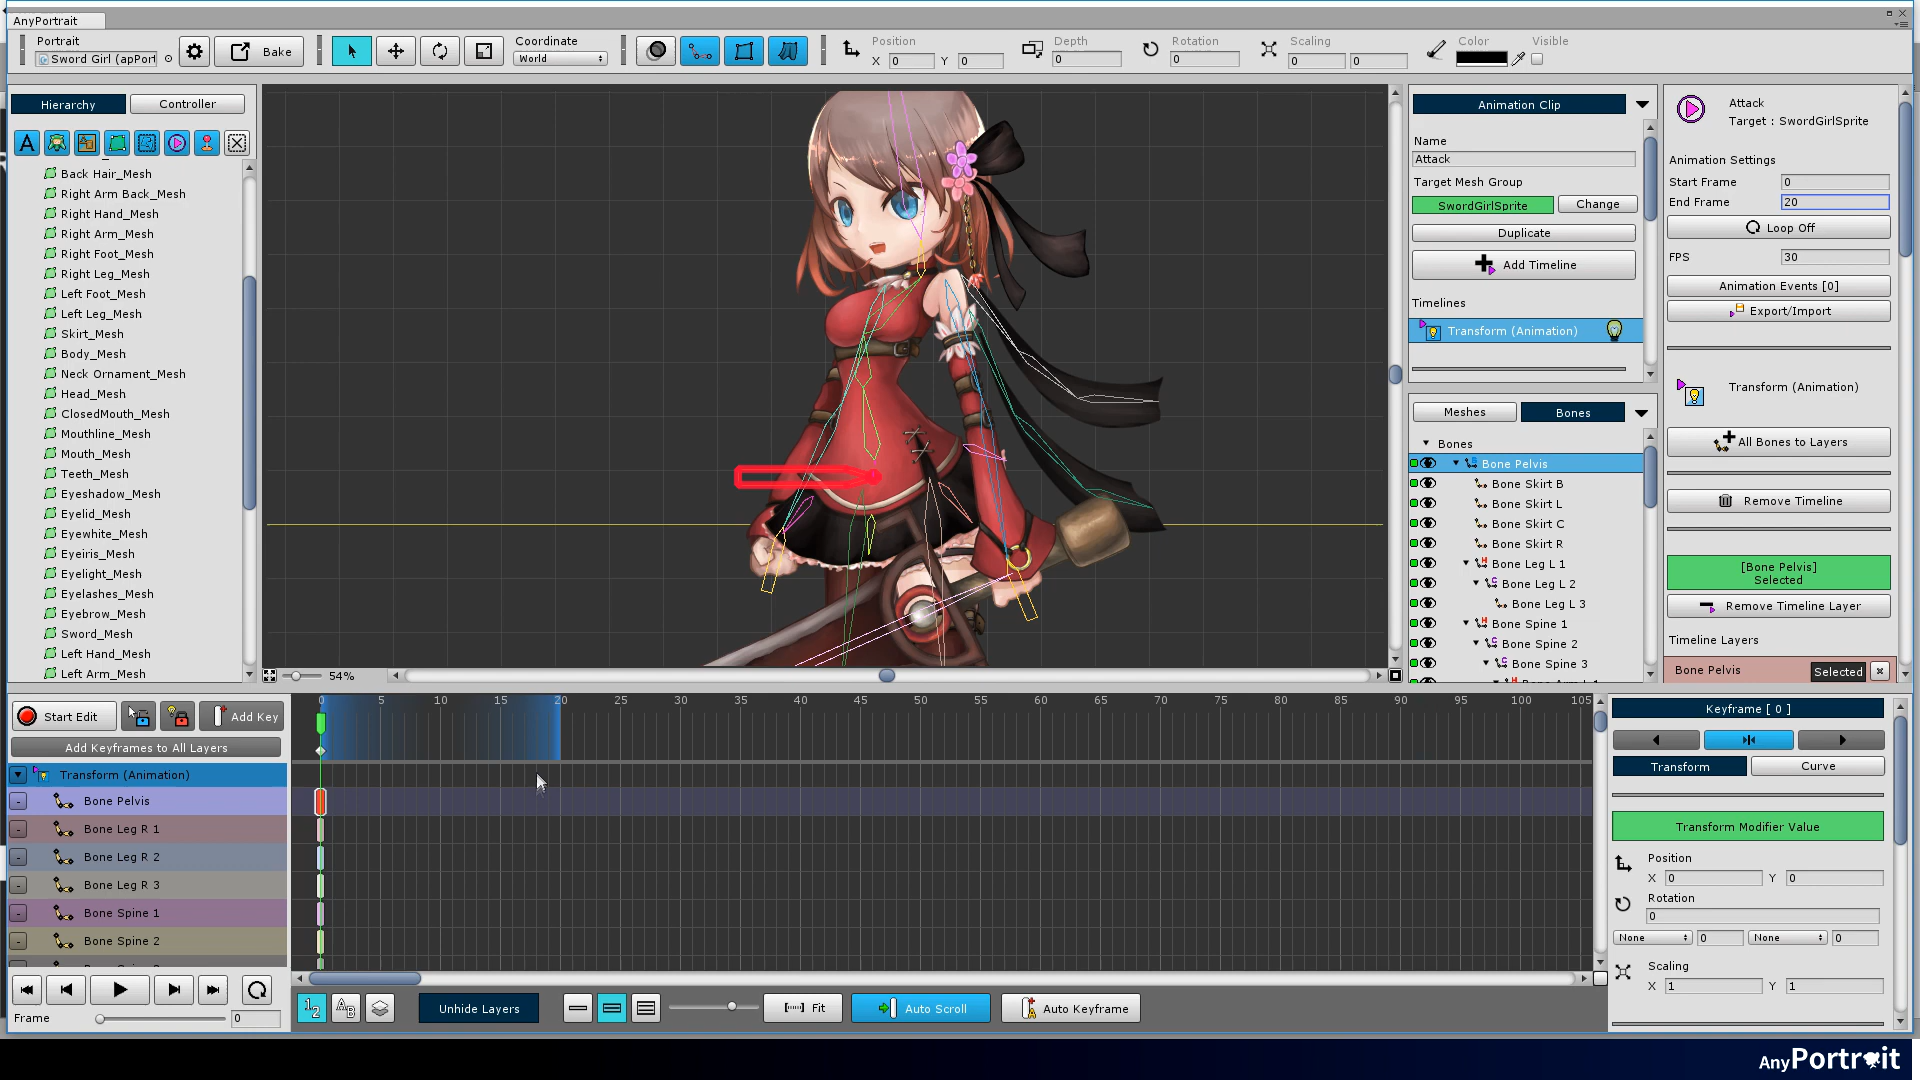 AnyPortrait
Portrait
Sword Girl (apPort
Bake
Coordinate
World
Position
X 0 Y 0
Depth
0
Rotation
0
Scaling
0 0
Color
Visible
Hierarchy
Controller
Back Hair_Mesh
Right Arm Back_Mesh
Right Hand_Mesh
Right Arm_Mesh
Right Foot_Mesh
Right Leg_Mesh
Left Foot_Mesh
Left Leg_Mesh
Skirt_Mesh
Body_Mesh
Neck Ornament_Mesh
Head_Mesh
ClosedMouth_Mesh
Mouthline_Mesh
Mouth_Mesh
Teeth_Mesh
Eyeshadow_Mesh
Eyelid_Mesh
Eyewhite_Mesh
Eyeiris_Mesh
Eyelight_Mesh
Eyelashes_Mesh
Eyebrow_Mesh
Sword_Mesh
Left Hand_Mesh
Left Arm_Mesh
54%
Animation Clip
Name
Attack
Target Mesh Group
SwordGirlSprite
Change
Duplicate
Add Timeline
Timelines
Transform (Animation)
Meshes
Bones
Bones
Bone Pelvis
Bone Skirt B
Bone Skirt L
Bone Skirt C
Bone Skirt R
Bone Leg L 1
Bone Leg L 2
Bone Leg L 3
Bone Spine 1
Bone Spine 2
Bone Spine 3
Attack
Target : SwordGirlSprite
Animation Settings
Start Frame 0
End Frame 20
Loop Off
FPS 30
Animation Events [0]
Export/Import
Transform (Animation)
All Bones to Layers
Remove Timeline
[Bone Pelvis]
Selected
Remove Timeline Layer
Timeline Layers
Bone Pelvis Selected
Start Edit
Add Key
Add Keyframes to All Layers
Transform (Animation)
Bone Pelvis
Bone Leg R 1
Bone Leg R 2
Bone Leg R 3
Bone Spine 1
Bone Spine 2
Frame 0
0 5 10 15 20 25 30 35 40 45 50 55 60 65 70 75 80 85 90 95 100 105
Unhide Layers
Fit
Auto Scroll
Auto Keyframe
Keyframe [ 0 ]
Transform
Curve
Transform Modifier Value
Position
X 0 Y 0
Rotation
0
None 0 None 0
Scaling
X 1 Y 1
AnyPortrait